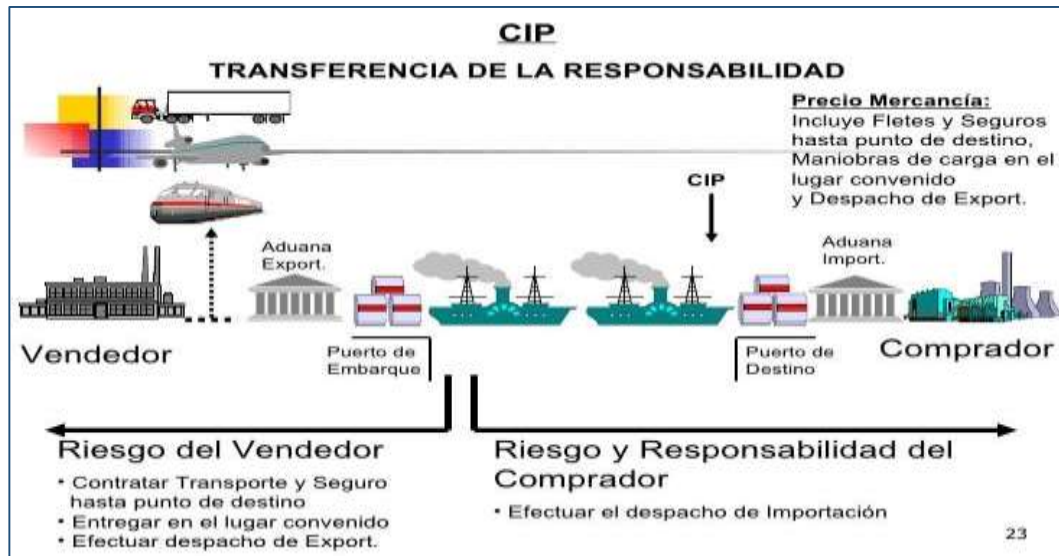 CIP
TRANSFERENCIA DE LA RESPONSABILIDAD
Precio Mercancía:
Incluye Fletes y Seguros
hasta punto de destino,
Maniobras de carga en el
lugar convenido
y Despacho de Export.
CIP
Aduana
Export.
Aduana
Import.
Vendedor
Puerto de
Embarque
Puerto de
Destino
Comprador
Riesgo del Vendedor
• Contratar Transporte y Seguro
hasta punto de destino
• Entregar en el lugar convenido
• Efectuar despacho de Export.
Riesgo y Responsabilidad del
Comprador
• Efectuar el despacho de Importación
23